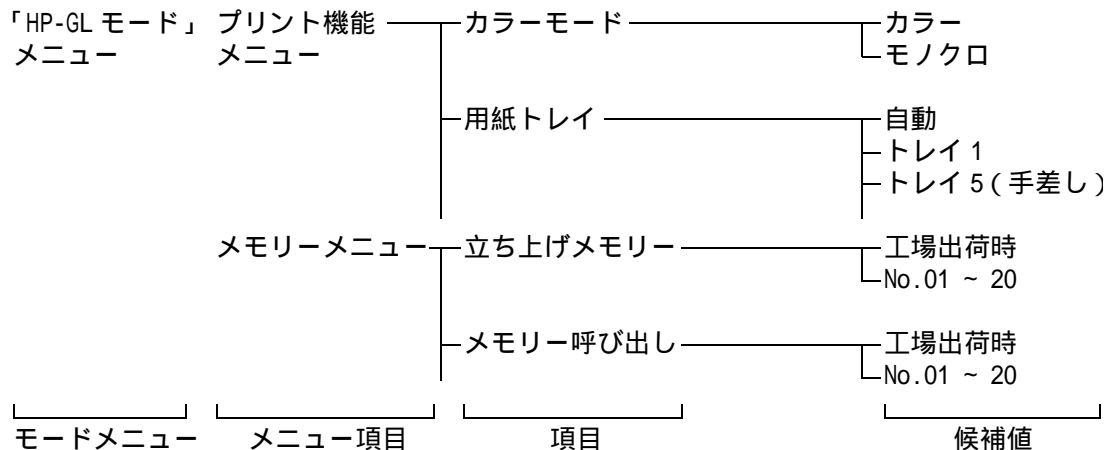 「HP-GL モード」 プリント機能 カラーモード カラー
メニュー メニュー モノクロ
用紙トレイ 自動
トレイ 1
トレイ 5 ( 手差し )
メモリーメニュー 立ち上げメモリー 工場出荷時
No.01 ~ 20
メモリー呼び出し 工場出荷時
No.01 ~ 20
モードメニュー メニュー項目 項目 候補値